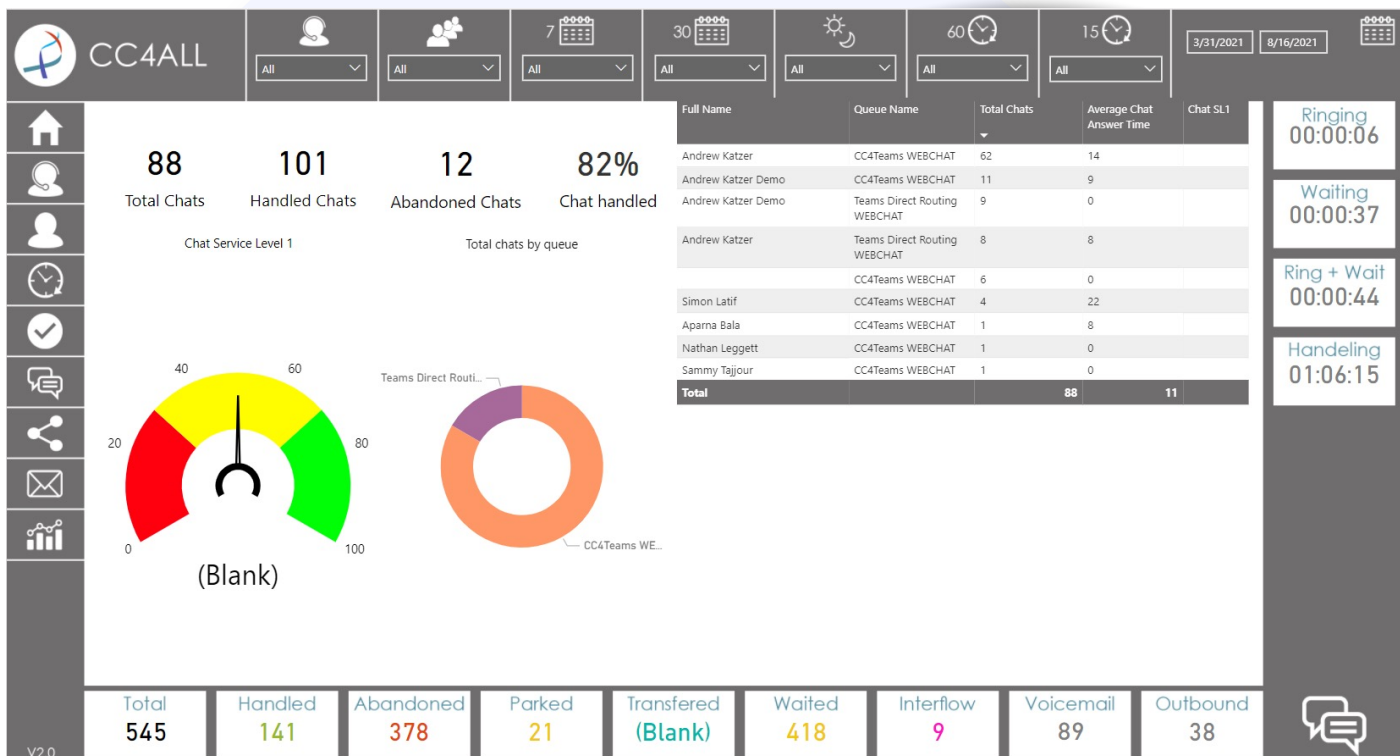 CC4ALL
7
30
60
15
All
All
All
All
All
All
All
3/31/2021 8/16/2021
88 101 12 82%
Total Chats Handled Chats Abandoned Chats Chat handled
Chat Service Level 1
Total chats by queue
40 60
20 80
0 100
(Blank)
Teams Direct Routi...
CC4Teams WE...
Full Name Queue Name Total Chats Average Chat Answer Time Chat SL1
Andrew Katzer CC4Teams WEBCHAT 62 14
Andrew Katzer Demo CC4Teams WEBCHAT 11 9
Andrew Katzer Demo Teams Direct Routing WEBCHAT 9 0
Andrew Katzer Teams Direct Routing WEBCHAT 8 8
CC4Teams WEBCHAT 6 0
Simon Latif CC4Teams WEBCHAT 4 22
Aparna Bala CC4Teams WEBCHAT 1 8
Nathan Leggett CC4Teams WEBCHAT 1 0
Sammy Tajjour CC4Teams WEBCHAT 1 0
Total 88 11
Ringing
00:00:06
Waiting
00:00:37
Ring + Wait
00:00:44
Handeling
01:06:15
Total Handled Abandoned Parked Transfered Waited Interflow Voicemail Outbound
545 141 378 21 (Blank) 418 9 89 38
V2.0